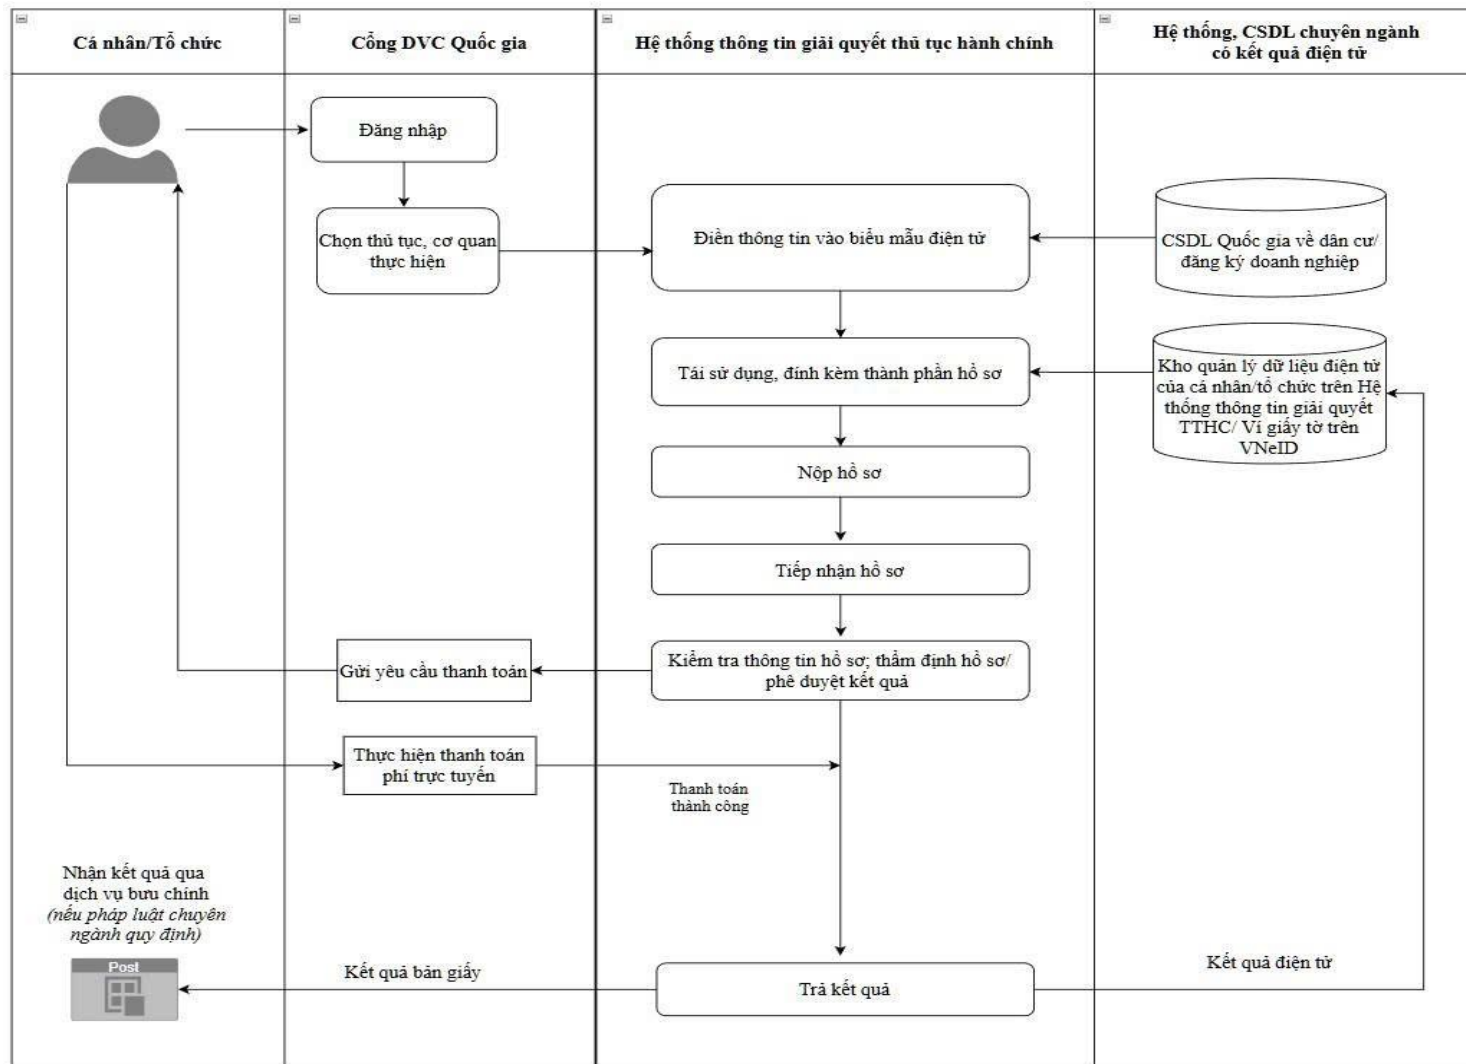 Cá nhân/Tổ chức
Cổng DVC Quốc gia
Hệ thống thông tin giải quyết thủ tục hành chính
Hệ thống, CSDL chuyên ngành
có kết quả điện tử
Đăng nhập
Chọn thủ tục, cơ quan
thực hiện
Điền thông tin vào biểu mẫu điện tử
CSDL Quốc gia về dân cư/
đăng ký doanh nghiệp
Tái sử dụng, đính kèm thành phần hồ sơ
Kho quản lý dữ liệu điện tử
của cá nhân/tổ chức trên Hệ
thống thông tin giải quyết
TTHC/ Ví giấy tờ trên
VNeID
Nộp hồ sơ
Tiếp nhận hồ sơ
Kiểm tra thông tin hồ sơ; thẩm định hồ sơ/
phê duyệt kết quả
Gửi yêu cầu thanh toán
Thực hiện thanh toán
phí trực tuyến
Thanh toán
thành công
Nhận kết quả qua
dịch vụ bưu chính
(nếu pháp luật chuyên
ngành quy định)
Post
Kết quả bản giấy
Trả kết quả
Kết quả điện tử